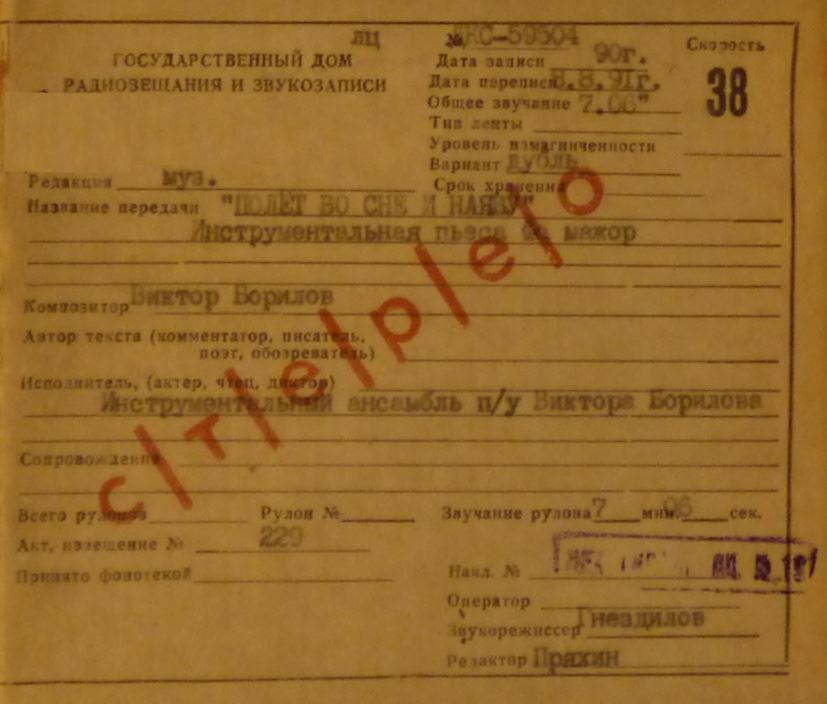 ЛЦ № ДКС-59504 Скорость
ГОСУДАРСТВЕННЫЙ ДОМ
РАДИОВЕЩАНИЯ И ЗВУКОЗАПИСИ
Дата записи 90г.
Дата переписи 8.8.91г.
38
Общее звучание 7.06"
Тип ленты
Уровень намагниченности
Вариант дубль
Срок хранения
Редакция муз.
Название передачи "ПОЛЁТ ВО СНЕ И НАЯВУ"
Инструментальная пьеса мажор
с/т/е/р/е/о
Композитор Виктор Борилов
Автор текста (комментатор, писатель,
поэт, обозреватель)
Исполнитель, (актер, чтец, диктор)
Инструментальный ансамбль п/у Виктора Борилова
Сопровождение
Всего рулонов Рулон № Звучание рулона 7 мин. 06 сек.
Акт, извещение № 229
Принято фонотекой Накл. №
Оператор
Звукорежиссер Гнездилов
Редактор Пряхин